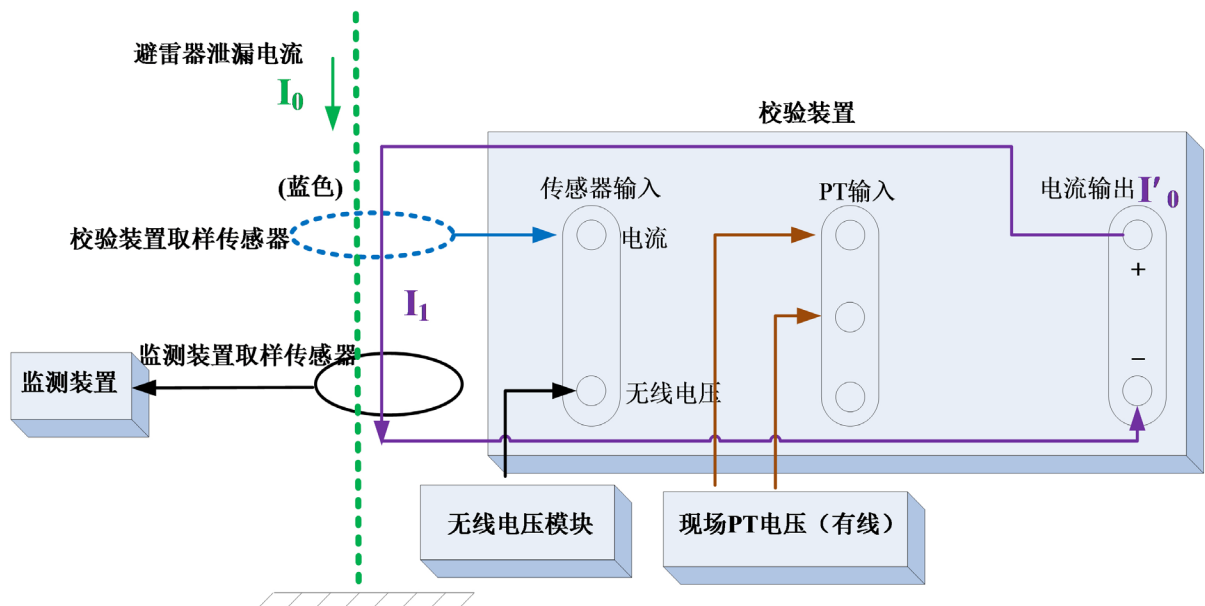 避雷器泄漏电流
I0
校验装置
(蓝色)
传感器输入
PT输入
电流输出
I′0
校验装置取样传感器
电流
+
I1
监测装置取样传感器
−
监测装置
无线电压
无线电压模块
现场PT电压（有线）